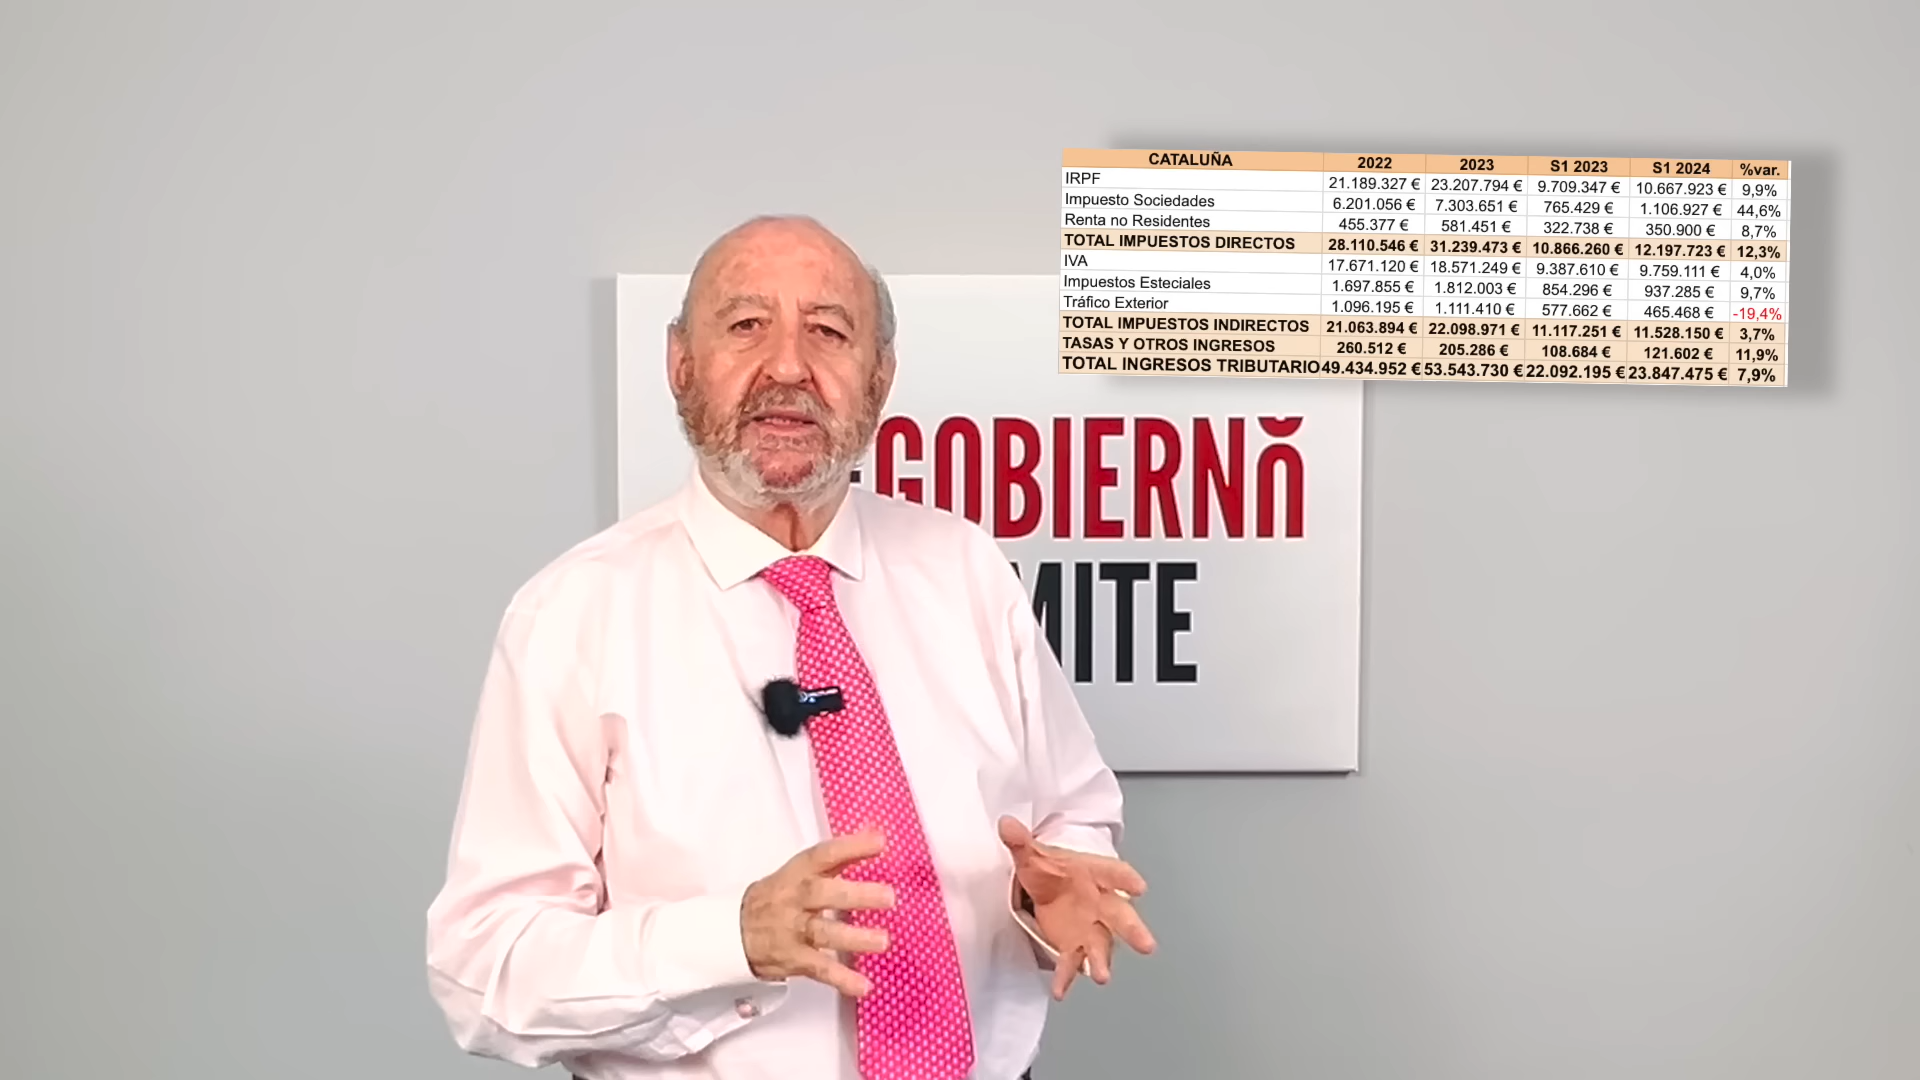 CATALUÑA 2022 2023 S1 2023 S1 2024 %var.
IRPF 21.189.327 € 23.207.794 € 9.709.347 € 10.667.923 € 9,9%
Impuesto Sociedades 6.201.056 € 7.303.651 € 765.429 € 1.106.927 € 44,6%
Renta no Residentes 455.377 € 581.451 € 322.738 € 350.900 € 8,7%
TOTAL IMPUESTOS DIRECTOS 28.110.546 € 31.239.473 € 10.866.260 € 12.197.723 € 12,3%
IVA 17.671.120 € 18.571.249 € 9.387.610 € 9.759.111 € 4,0%
Impuestos Esteciales 1.697.855 € 1.812.003 € 854.296 € 937.285 € 9,7%
Tráfico Exterior 1.096.195 € 1.111.410 € 577.662 € 465.468 € -19,4%
TOTAL IMPUESTOS INDIRECTOS 21.063.894 € 22.098.971 € 11.117.251 € 11.528.150 € 3,7%
TASAS Y OTROS INGRESOS 260.512 € 205.286 € 108.684 € 121.602 € 11,9%
TOTAL INGRESOS TRIBUTARIO 49.434.952 € 53.543.730 € 22.092.195 € 23.847.475 € 7,9%
GOBIERNO
MITE